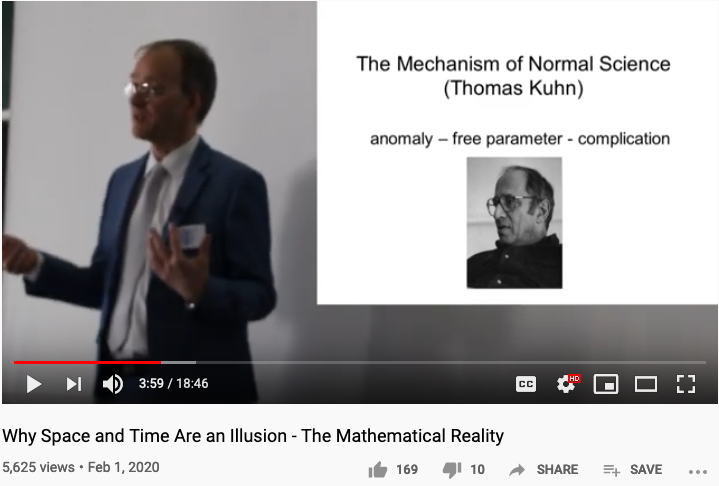 The Mechanism of Normal Science
(Thomas Kuhn)
anomaly – free parameter - complication
3:59 / 18:46
CC
HD
Why Space and Time Are an Illusion - The Mathematical Reality
5,625 views • Feb 1, 2020
169
10
SHARE
SAVE